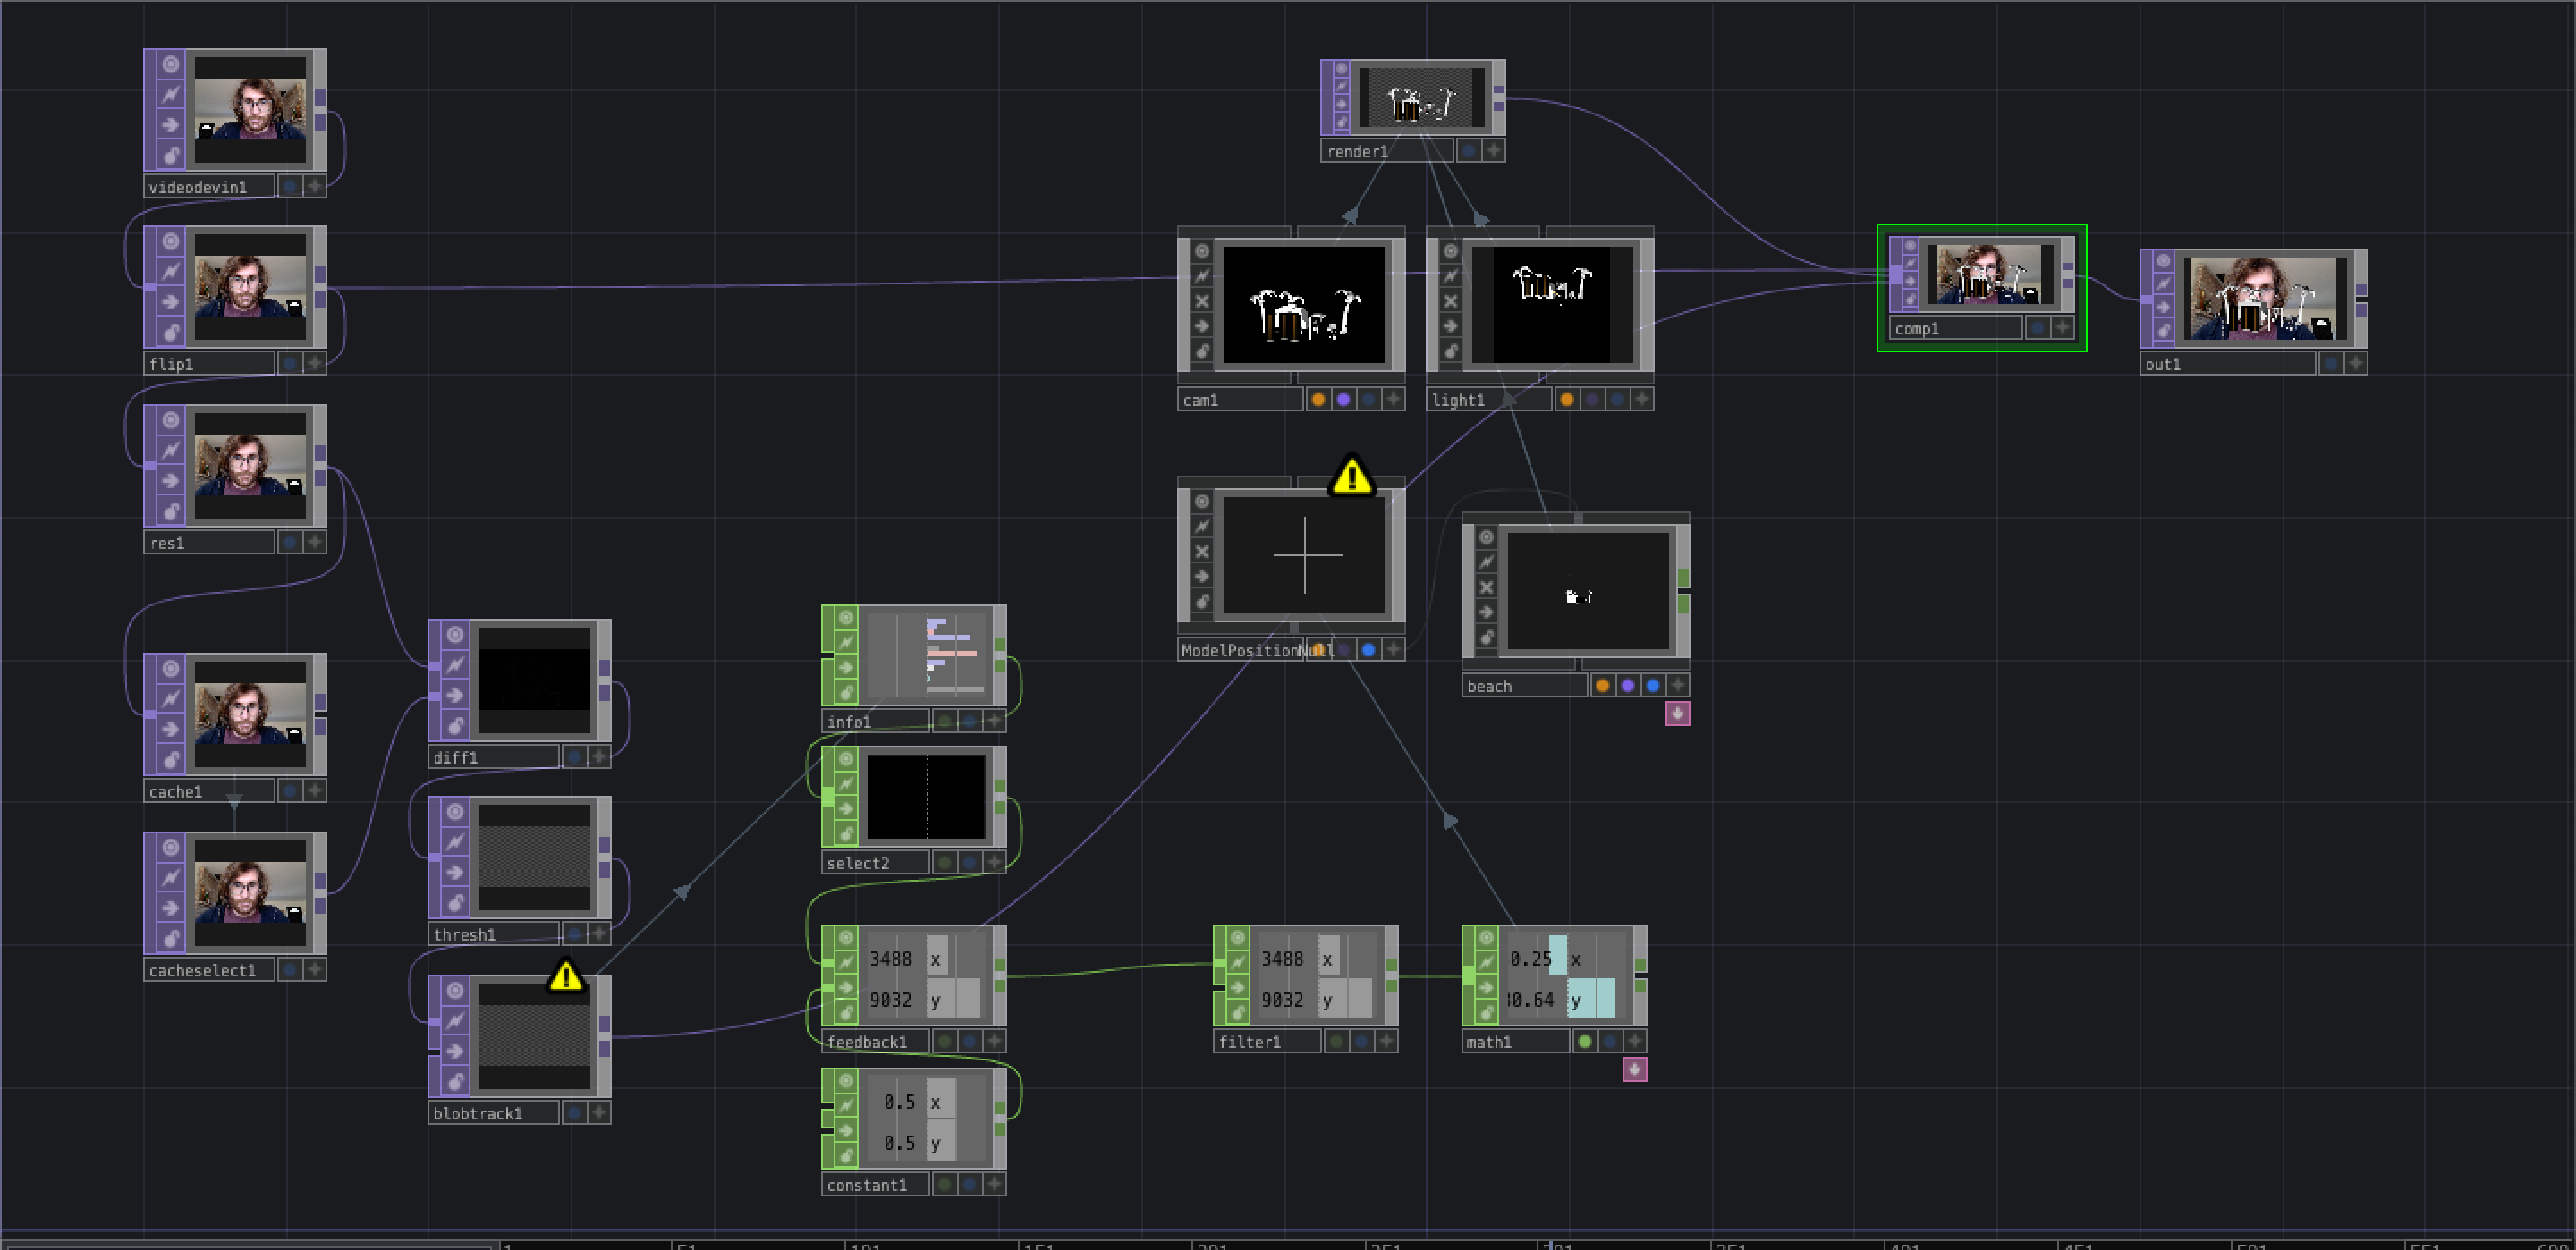 videodevin1
render1
flip1
cam1
light1
comp1
out1
res1
ModelPositionNull
beach
info1
diff1
cache1
select2
thresh1
3488 x
9032 y
3488 x
9032 y
0.25 x
30.64 y
cacheselect1
feedback1
filter1
math1
blobtrack1
0.5 x
0.5 y
constant1